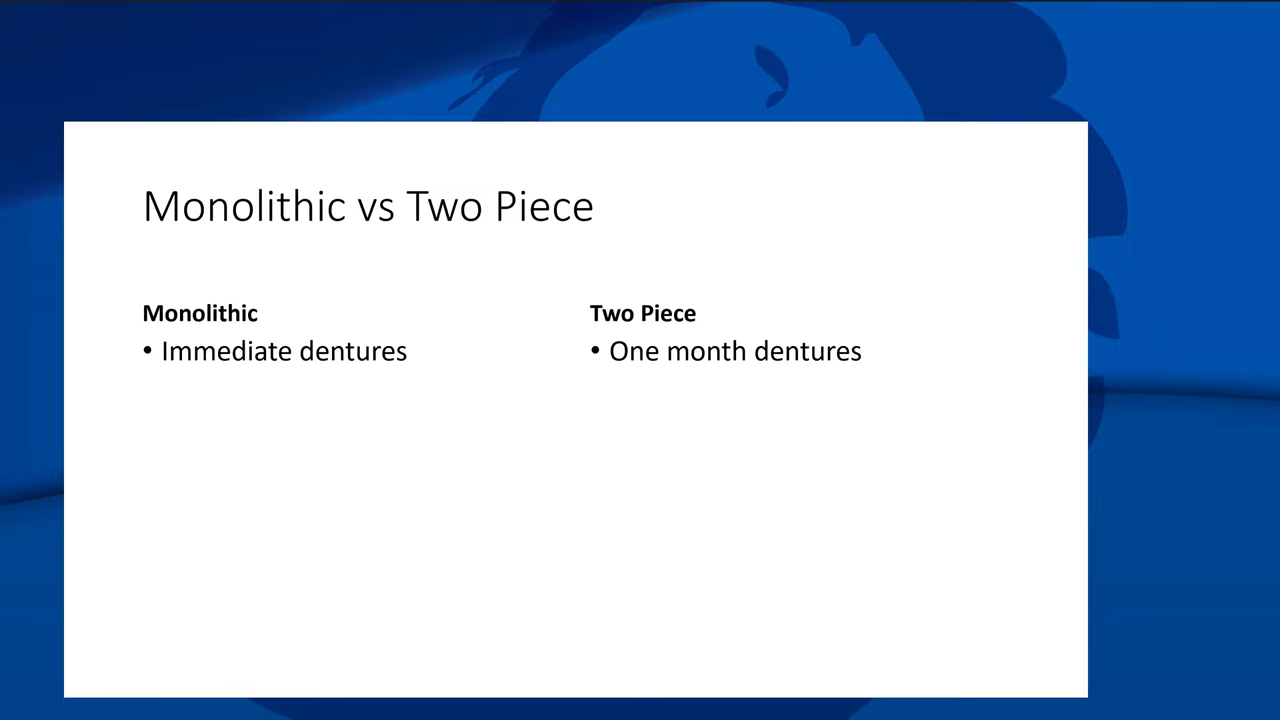 Monolithic vs Two Piece
Monolithic
• Immediate dentures
Two Piece
• One month dentures